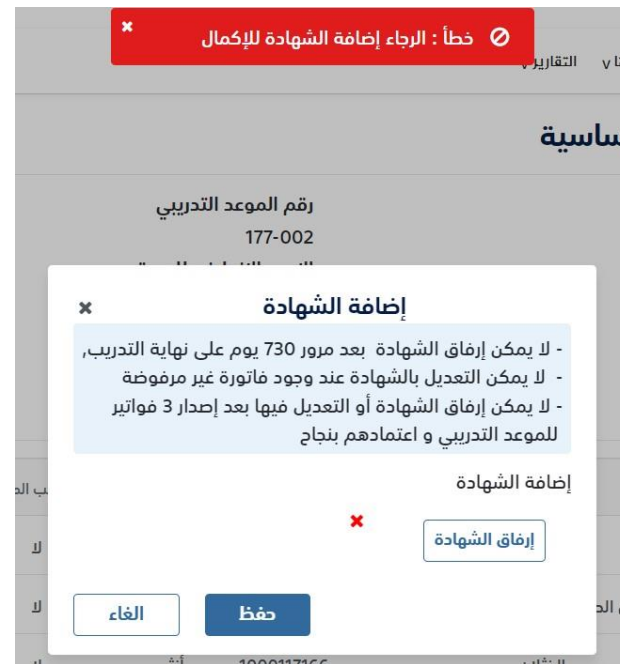 خطأ : الرجاء إضافة الشهادة للإكمال
التقارير
ساسية
رقم الموعد التدريبي
177-002
إضافة الشهادة
- لا يمكن إرفاق الشهادة بعد مرور 730 يوم على نهاية التدريب,
- لا يمكن التعديل بالشهادة عند وجود فاتورة غير مرفوضة
- لا يمكن إرفاق الشهادة أو التعديل فيها بعد إصدار 3 فواتير
للموعد التدريبي و اعتمادهم بنجاح
إضافة الشهادة
إرفاق الشهادة
لا
حفظ
الغاء
لا